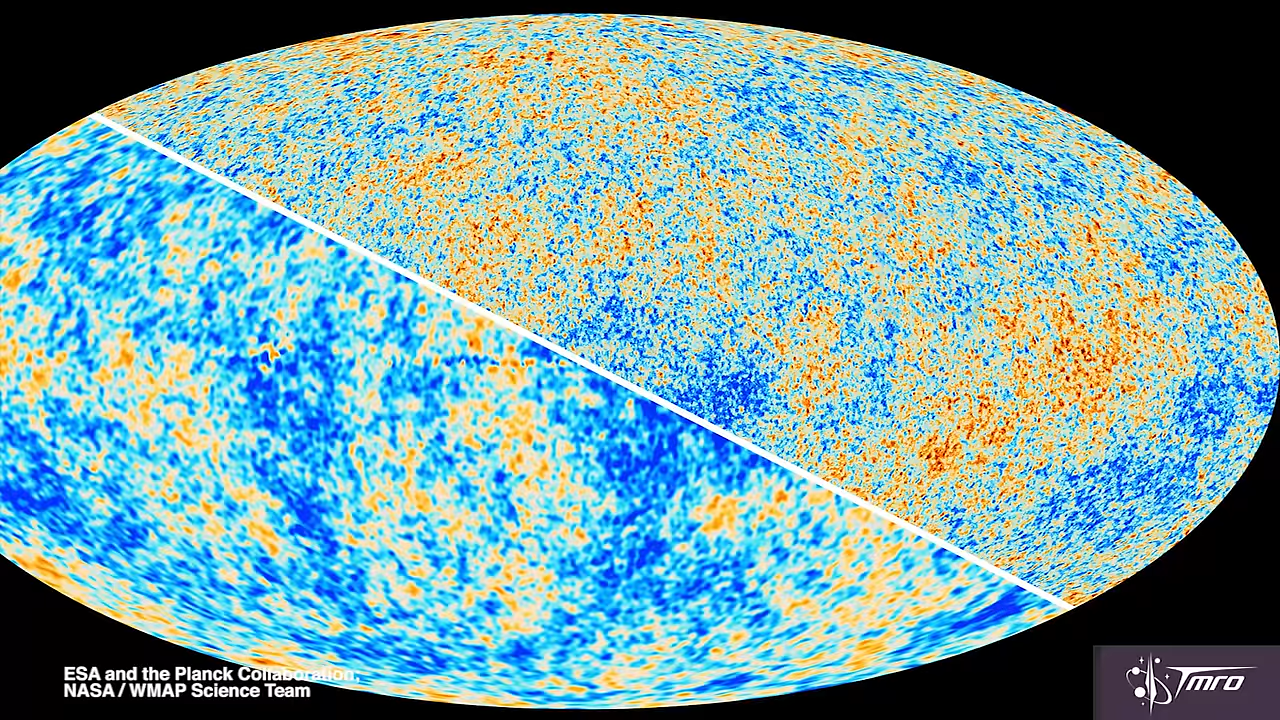 ESA and the Planck Collaboration,
NASA / WMAP Science Team
TMRO